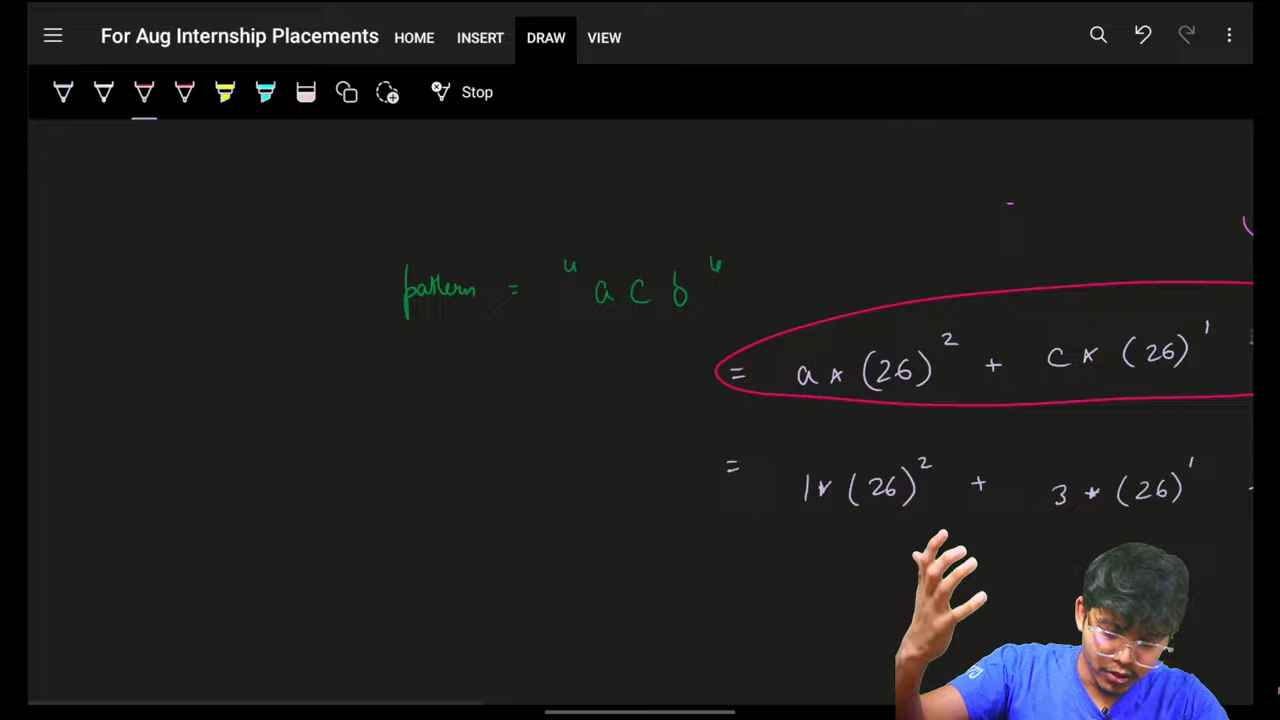 For Aug Internship Placements HOME INSERT DRAW VIEW
Stop
pattern = "acb"
= a * (26)^2 + c * (26)^1
= 1 * (26)^2 + 3 * (26)^1